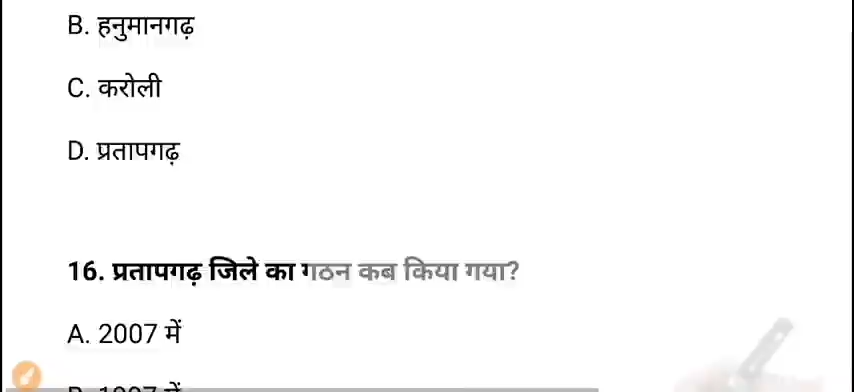 B. हनुमानगढ़
C. करोली
D. प्रतापगढ़
16. प्रतापगढ़ जिले का गठन कब किया गया?
A. 2007 में